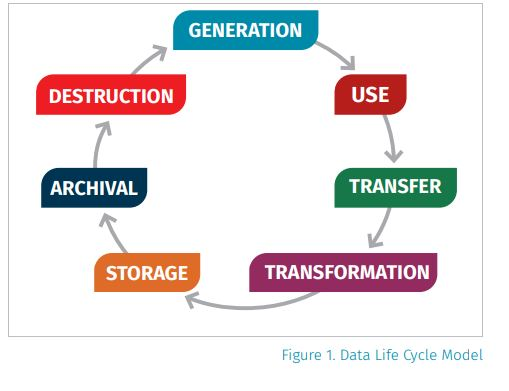 GENERATION
USE
TRANSFER
TRANSFORMATION
STORAGE
ARCHIVAL
DESTRUCTION
Figure 1. Data Life Cycle Model